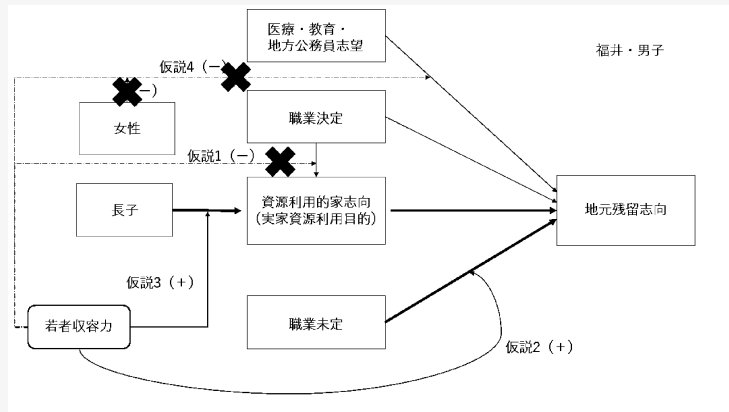 医療・教育・
地方公務員志望
福井・男子
仮説4（－）
－）
女性
職業決定
仮説1（－）
長子
資源利用的家志向
（実家資源利用目的）
地元残留志向
仮説3（＋）
若者収容力
職業未定
仮説2（＋）